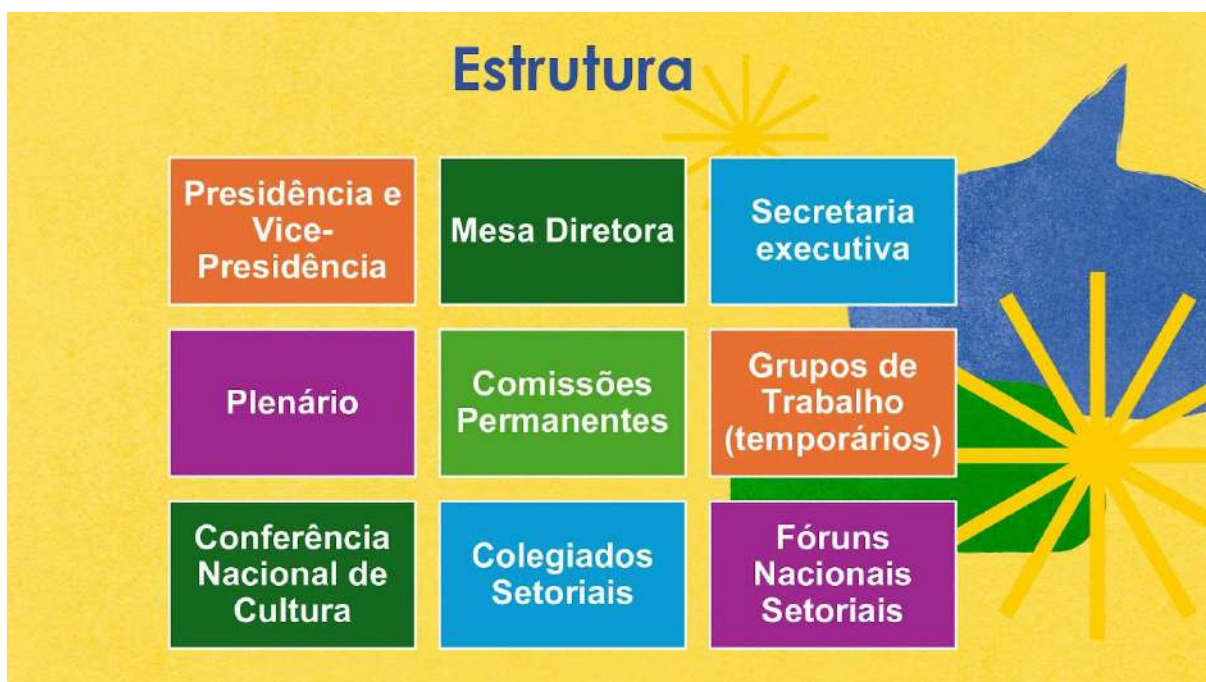 Estrutura
Presidência e
Vice-
Presidência
Mesa Diretora
Secretaria
executiva
Plenário
Comissões
Permanentes
Grupos de
Trabalho
(temporários)
Conferência
Nacional de
Cultura
Colegiados
Setoriais
Fóruns
Nacionais
Setoriais